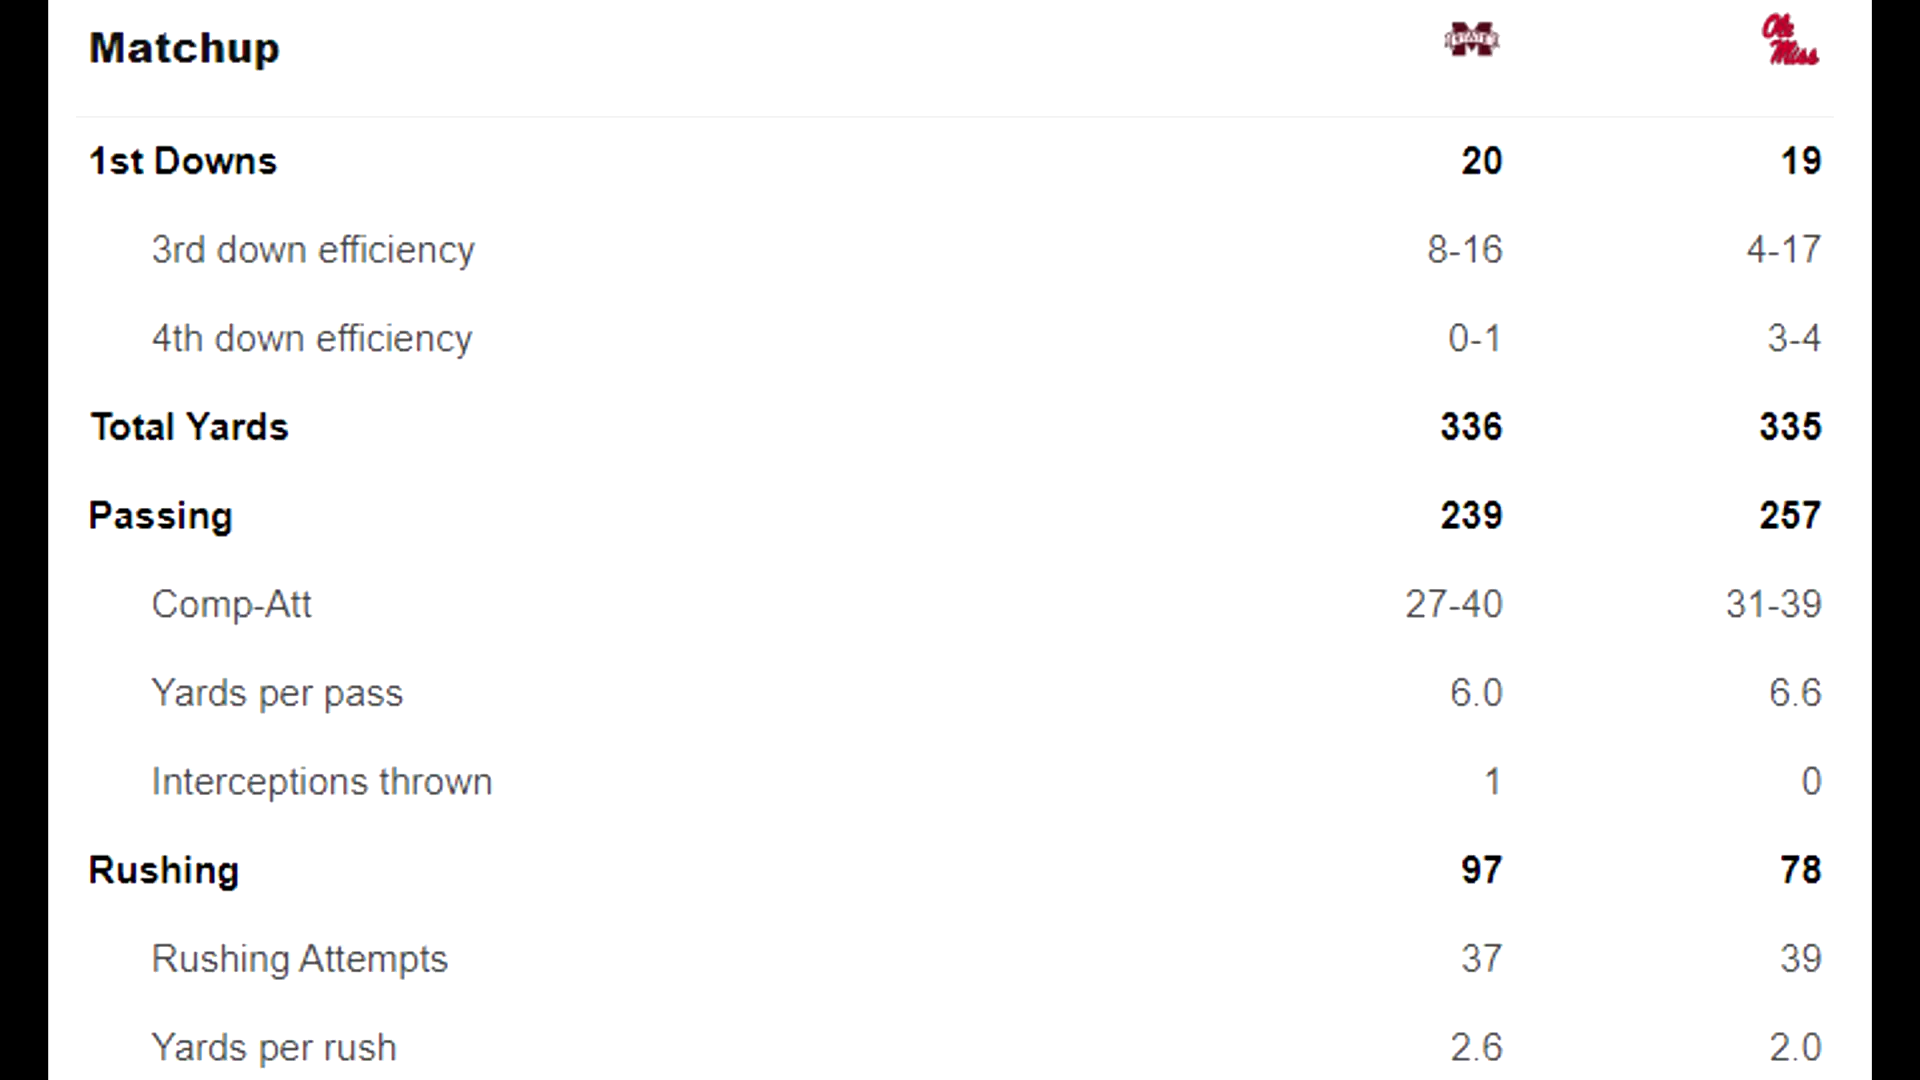 Matchup STATE Ole Miss
1st Downs 20 19
3rd down efficiency 8-16 4-17
4th down efficiency 0-1 3-4
Total Yards 336 335
Passing 239 257
Comp-Att 27-40 31-39
Yards per pass 6.0 6.6
Interceptions thrown 1 0
Rushing 97 78
Rushing Attempts 37 39
Yards per rush 2.6 2.0